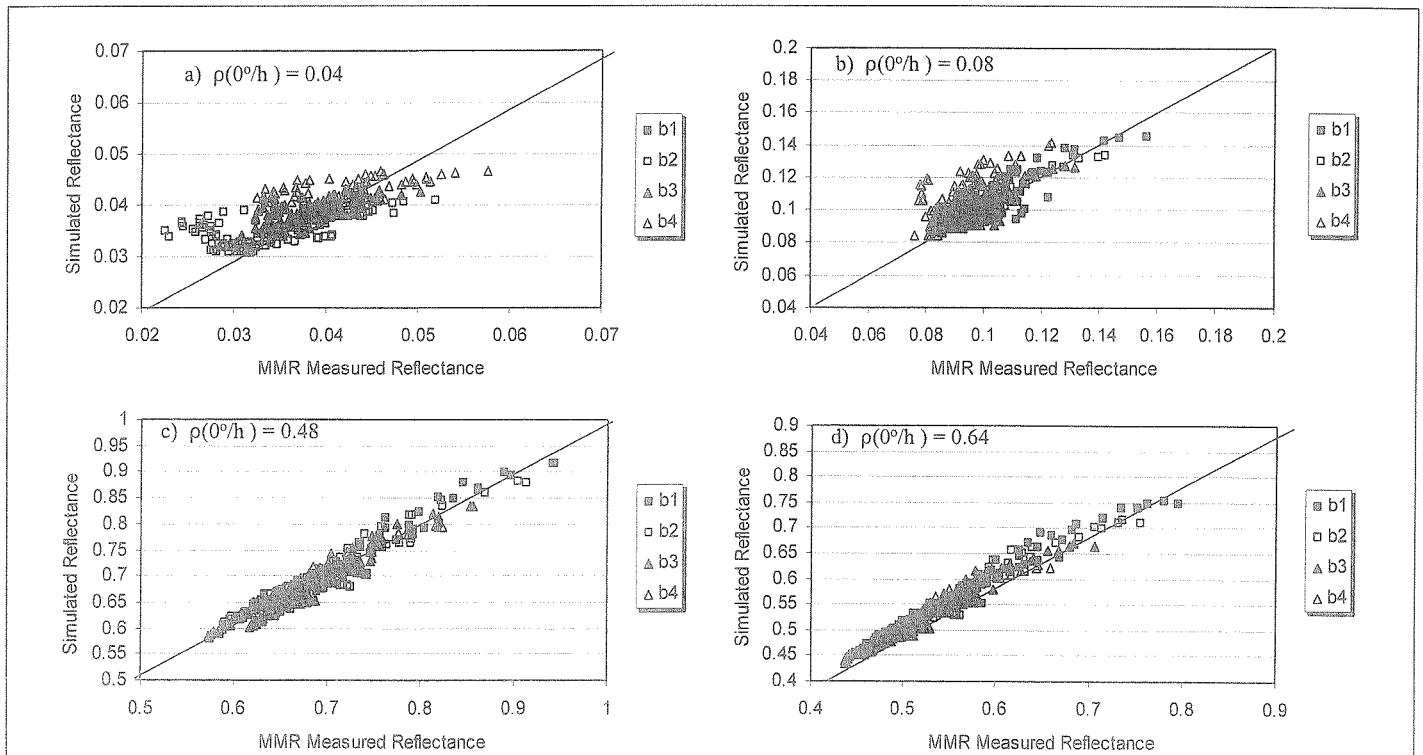 a) ρ(0°/h ) = 0.04
0.07
0.06
0.05
0.04
0.03
0.02
Simulated Reflectance
0.02 0.03 0.04 0.05 0.06 0.07
MMR Measured Reflectance
b1
b2
b3
b4
b) ρ(0°/h ) = 0.08
0.2
0.18
0.16
0.14
0.12
0.1
0.08
0.06
0.04
Simulated Reflectance
0.04 0.06 0.08 0.1 0.12 0.14 0.16 0.18 0.2
MMR Measured Reflectance
b1
b2
b3
b4
c) ρ(0°/h ) = 0.48
1
0.95
0.9
0.85
0.8
0.75
0.7
0.65
0.6
0.55
0.5
Simulated Reflectance
0.5 0.6 0.7 0.8 0.9 1
MMR Measured Reflectance
b1
b2
b3
b4
d) ρ(0°/h ) = 0.64
0.9
0.85
0.8
0.75
0.7
0.65
0.6
0.55
0.5
0.45
0.4
Simulated Reflectance
0.4 0.5 0.6 0.7 0.8 0.9
MMR Measured Reflectance
b1
b2
b3
b4